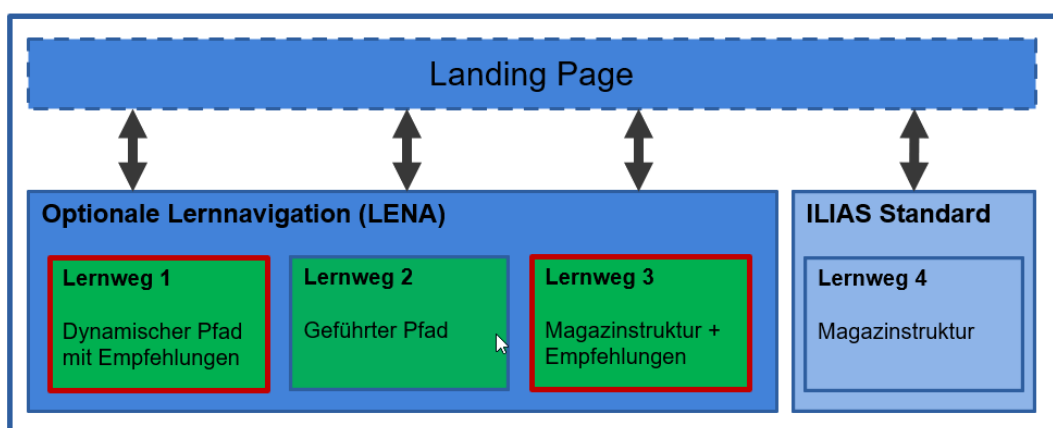 Landing Page
Optionale Lernnavigation (LENA)
ILIAS Standard
Lernweg 1
Dynamischer Pfad
mit Empfehlungen
Lernweg 2
Geführter Pfad
Lernweg 3
Magazinstruktur +
Empfehlungen
Lernweg 4
Magazinstruktur